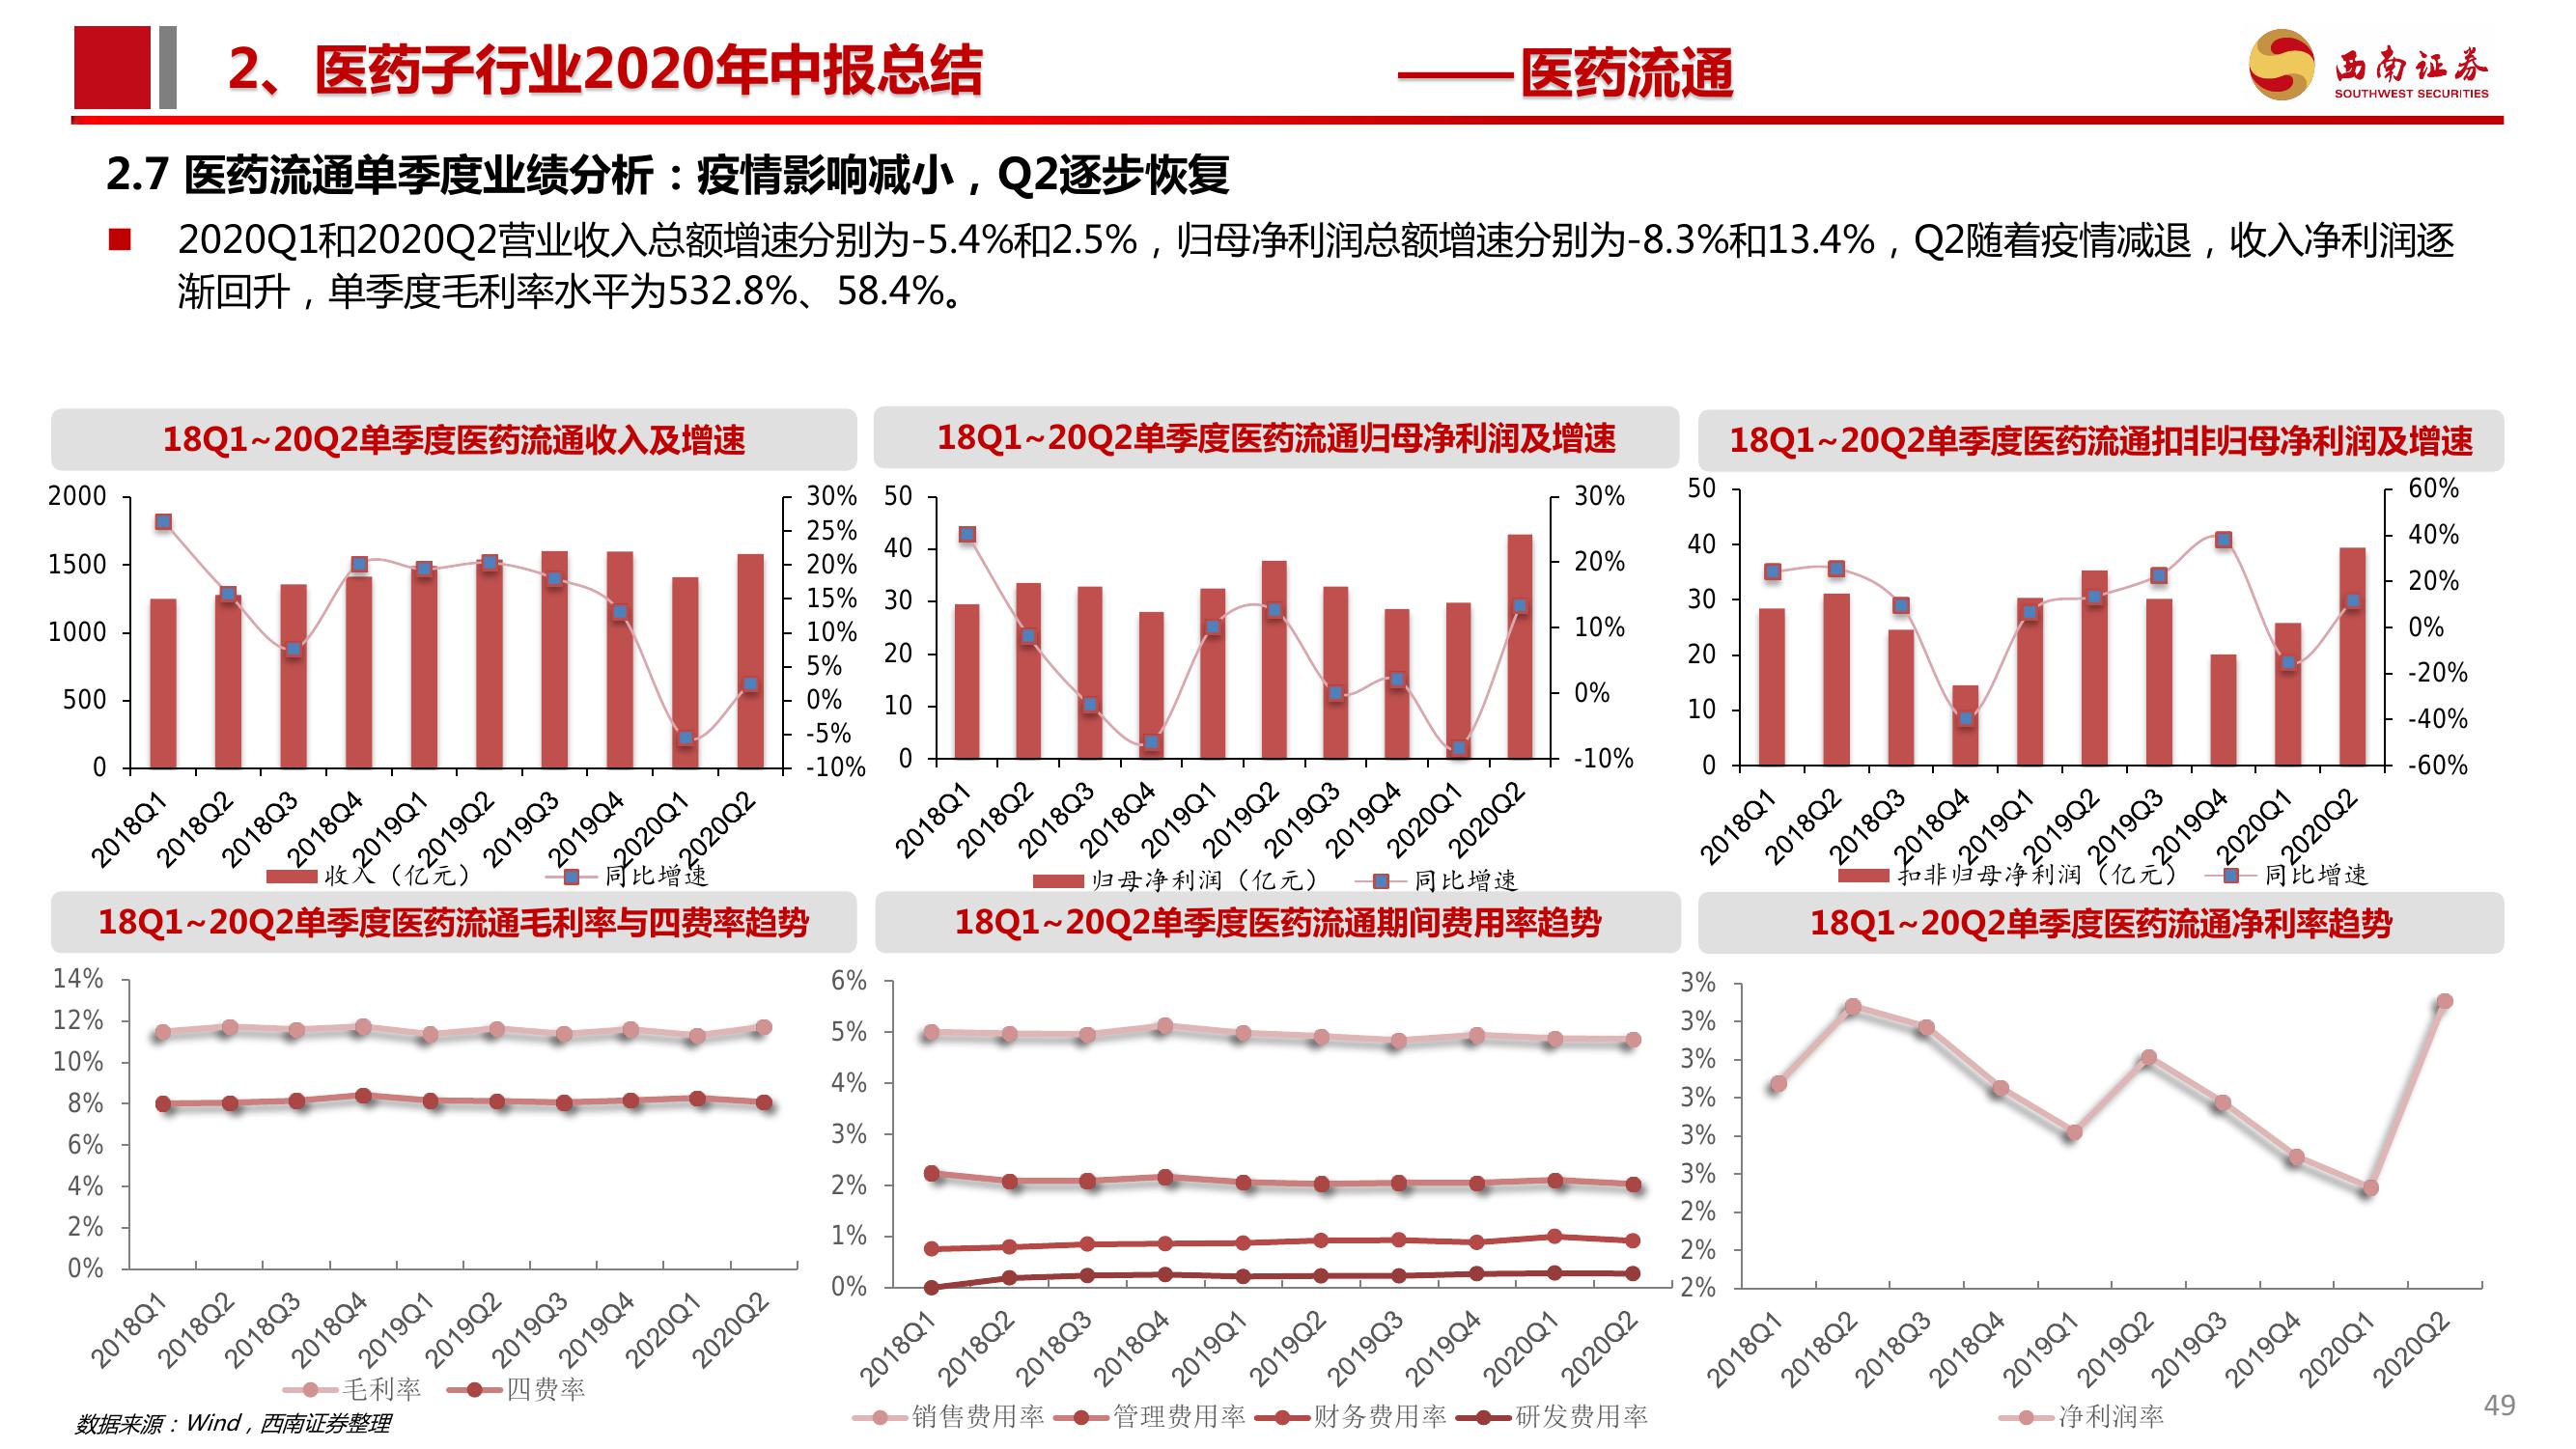 2、医药子行业2020年中报总结
——医药流通
西南证券
SOUTHWEST SECURITIES
2.7 医药流通单季度业绩分析：疫情影响减小，Q2逐步恢复
2020Q1和2020Q2营业收入总额增速分别为-5.4%和2.5%，归母净利润总额增速分别为-8.3%和13.4%，Q2随着疫情减退，收入净利润逐
渐回升，单季度毛利率水平为532.8%、58.4%。
18Q1~20Q2单季度医药流通收入及增速
2000
1500
1000
500
0
30%
25%
20%
15%
10%
5%
0%
-5%
-10%
2018Q1 2018Q2 2018Q3 2018Q4 2019Q1 2019Q2 2019Q3 2019Q4 2020Q1 2020Q2
收入（亿元） 同比增速
18Q1~20Q2单季度医药流通归母净利润及增速
50
40
30
20
10
0
30%
20%
10%
0%
-10%
2018Q1 2018Q2 2018Q3 2018Q4 2019Q1 2019Q2 2019Q3 2019Q4 2020Q1 2020Q2
归母净利润（亿元） 同比增速
18Q1~20Q2单季度医药流通扣非归母净利润及增速
50
40
30
20
10
0
60%
40%
20%
0%
-20%
-40%
-60%
2018Q1 2018Q2 2018Q3 2018Q4 2019Q1 2019Q2 2019Q3 2019Q4 2020Q1 2020Q2
扣非归母净利润（亿元） 同比增速
18Q1~20Q2单季度医药流通毛利率与四费率趋势
14%
12%
10%
8%
6%
4%
2%
0%
2018Q1 2018Q2 2018Q3 2018Q4 2019Q1 2019Q2 2019Q3 2019Q4 2020Q1 2020Q2
毛利率 四费率
18Q1~20Q2单季度医药流通期间费用率趋势
6%
5%
4%
3%
2%
1%
0%
2018Q1 2018Q2 2018Q3 2018Q4 2019Q1 2019Q2 2019Q3 2019Q4 2020Q1 2020Q2
销售费用率 管理费用率 财务费用率 研发费用率
18Q1~20Q2单季度医药流通净利率趋势
3%
3%
3%
3%
3%
3%
2%
2%
2%
2018Q1 2018Q2 2018Q3 2018Q4 2019Q1 2019Q2 2019Q3 2019Q4 2020Q1 2020Q2
净利润率
数据来源：Wind，西南证券整理
49